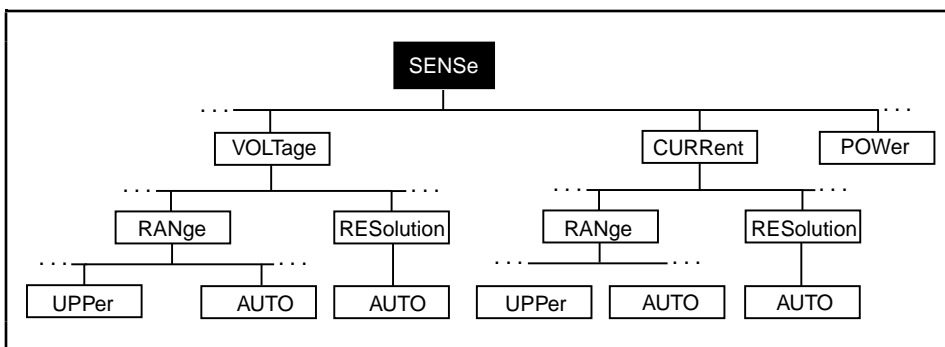 SENSe
... ...
VOLTage CURRent POWer
... ... ... ...
RANge RESolution RANge RESolution
... ... ... ...
UPPer AUTO AUTO UPPer AUTO AUTO